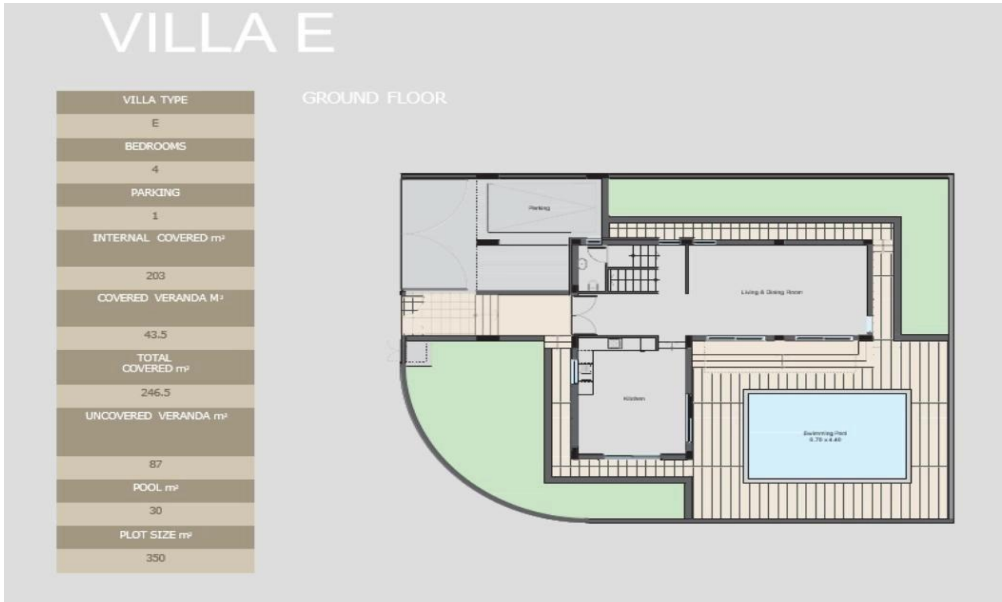 VILLA E
VILLA TYPE
E
BEDROOMS
4
PARKING
1
INTERNAL COVERED m²
203
COVERED VERANDA M²
43.5
TOTAL
COVERED m²
246.5
UNCOVERED VERANDA m²
87
POOL m²
30
PLOT SIZE m²
350
GROUND FLOOR
Parking
Living & Dining Room
Kitchen
Swimming Pool